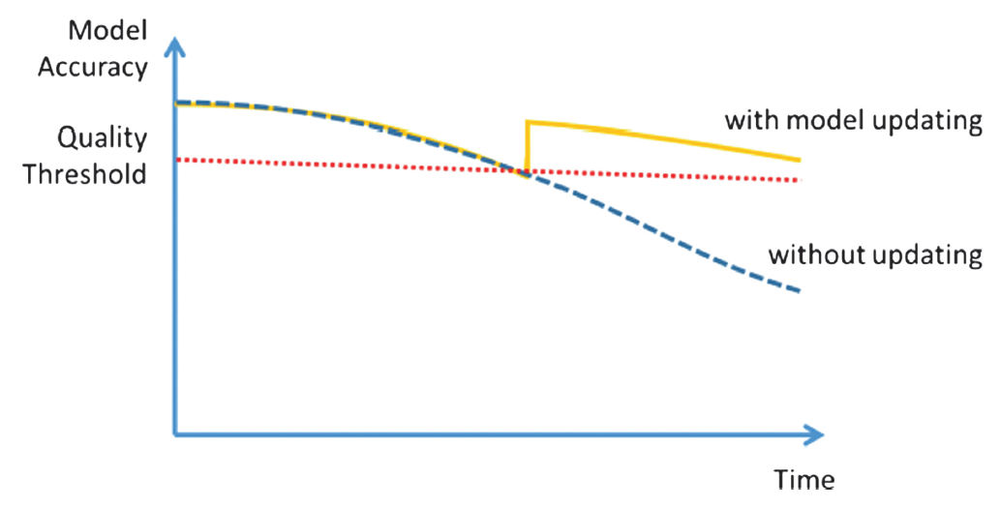 Model
Accuracy
Quality
Threshold
with model updating
without updating
Time